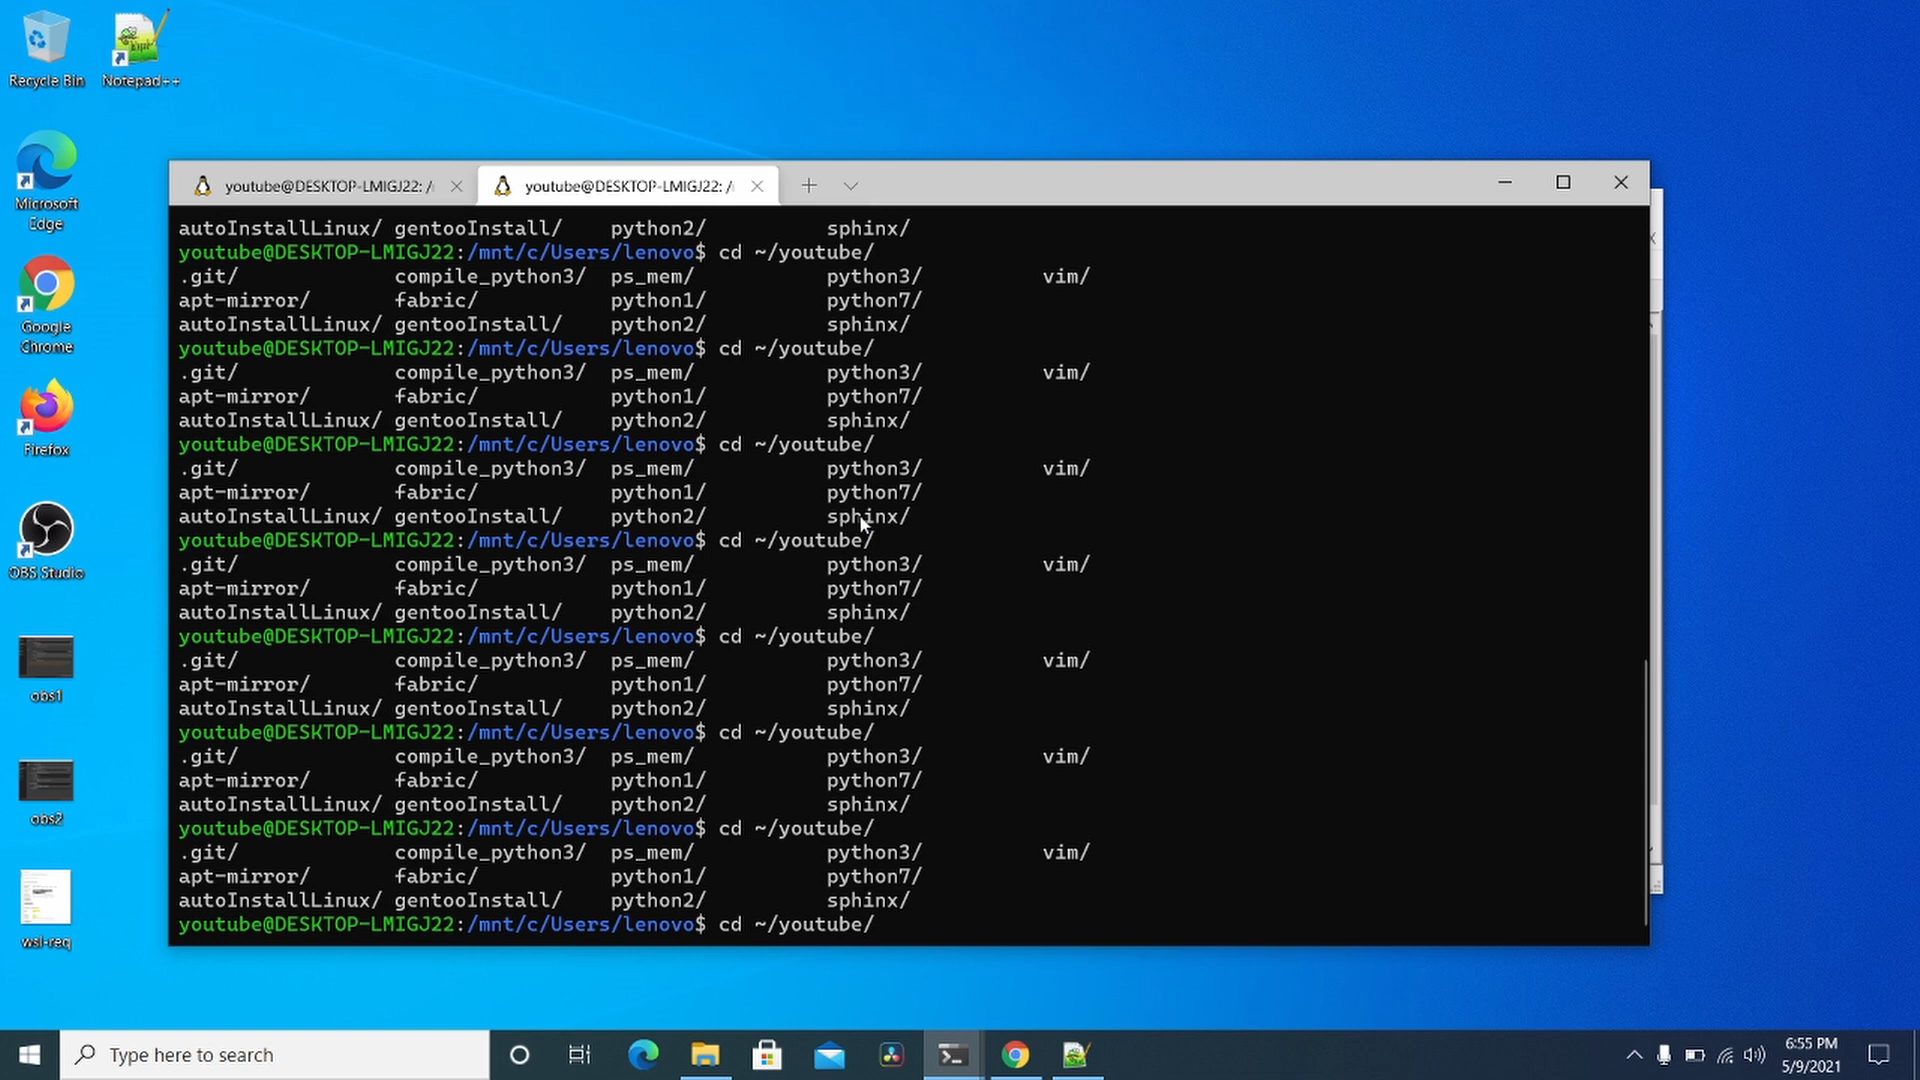 Recycle Bin
Notepad++
Microsoft
Edge
Google
Chrome
Firefox
OBS Studio
obs1
obs2
wsl-req
youtube@DESKTOP-LMIGJ22: /
youtube@DESKTOP-LMIGJ22: /
autoInstallLinux/ gentooInstall/ python2/ sphinx/
youtube@DESKTOP-LMIGJ22:/mnt/c/Users/lenovo$ cd ~/youtube/
.git/ compile_python3/ ps_mem/ python3/ vim/
apt-mirror/ fabric/ python1/ python7/
autoInstallLinux/ gentooInstall/ python2/ sphinx/
youtube@DESKTOP-LMIGJ22:/mnt/c/Users/lenovo$ cd ~/youtube/
.git/ compile_python3/ ps_mem/ python3/ vim/
apt-mirror/ fabric/ python1/ python7/
autoInstallLinux/ gentooInstall/ python2/ sphinx/
youtube@DESKTOP-LMIGJ22:/mnt/c/Users/lenovo$ cd ~/youtube/
.git/ compile_python3/ ps_mem/ python3/ vim/
apt-mirror/ fabric/ python1/ python7/
autoInstallLinux/ gentooInstall/ python2/ sphinx/
youtube@DESKTOP-LMIGJ22:/mnt/c/Users/lenovo$ cd ~/youtube/
.git/ compile_python3/ ps_mem/ python3/ vim/
apt-mirror/ fabric/ python1/ python7/
autoInstallLinux/ gentooInstall/ python2/ sphinx/
youtube@DESKTOP-LMIGJ22:/mnt/c/Users/lenovo$ cd ~/youtube/
.git/ compile_python3/ ps_mem/ python3/ vim/
apt-mirror/ fabric/ python1/ python7/
autoInstallLinux/ gentooInstall/ python2/ sphinx/
youtube@DESKTOP-LMIGJ22:/mnt/c/Users/lenovo$ cd ~/youtube/
.git/ compile_python3/ ps_mem/ python3/ vim/
apt-mirror/ fabric/ python1/ python7/
autoInstallLinux/ gentooInstall/ python2/ sphinx/
youtube@DESKTOP-LMIGJ22:/mnt/c/Users/lenovo$ cd ~/youtube/
.git/ compile_python3/ ps_mem/ python3/ vim/
apt-mirror/ fabric/ python1/ python7/
autoInstallLinux/ gentooInstall/ python2/ sphinx/
youtube@DESKTOP-LMIGJ22:/mnt/c/Users/lenovo$ cd ~/youtube/
Type here to search
6:55 PM
5/9/2021